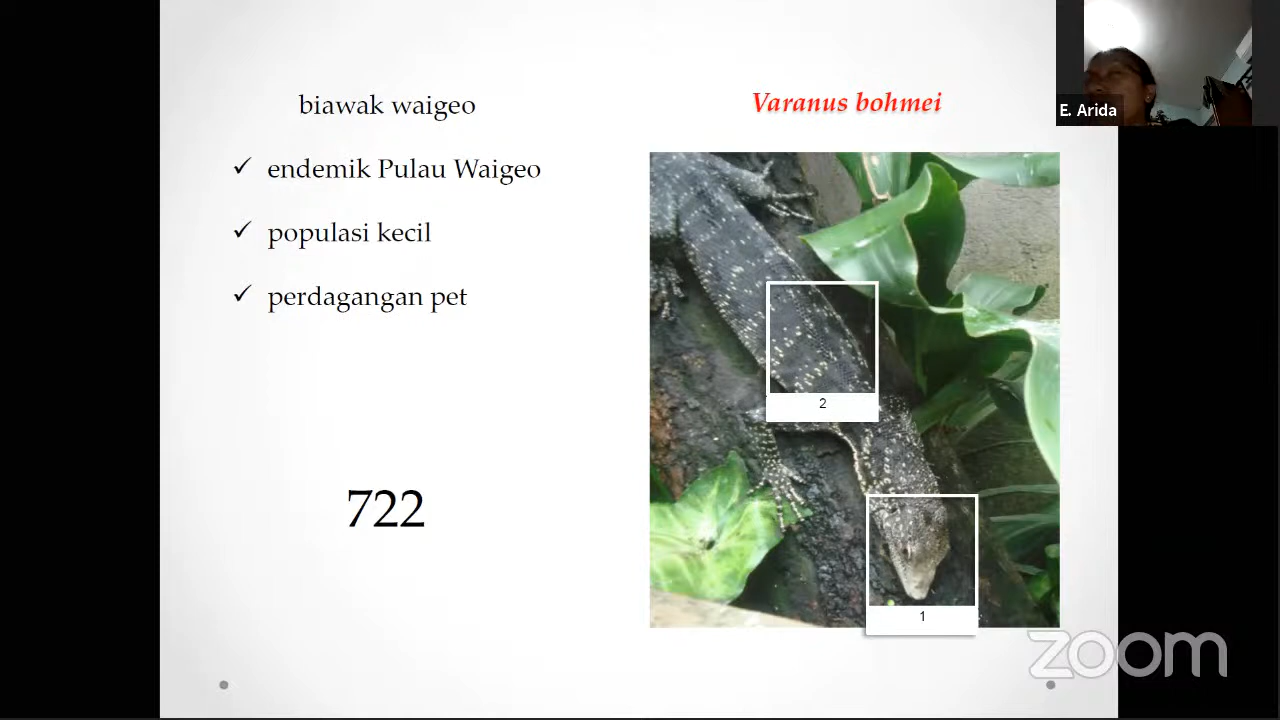 biawak waigeo
✓ endemik Pulau Waigeo
✓ populasi kecil
✓ perdagangan pet
722
Varanus bohmei
2
1
E. Arida
zoom